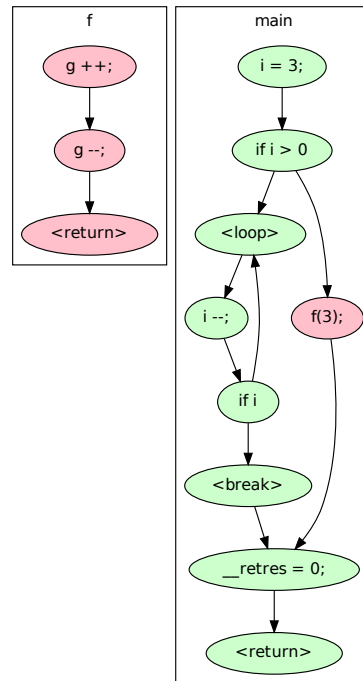 f
g ++;
g --;
<return>
main
i = 3;
if i > 0
<loop>
i --;
f(3);
if i
<break>
__retres = 0;
<return>